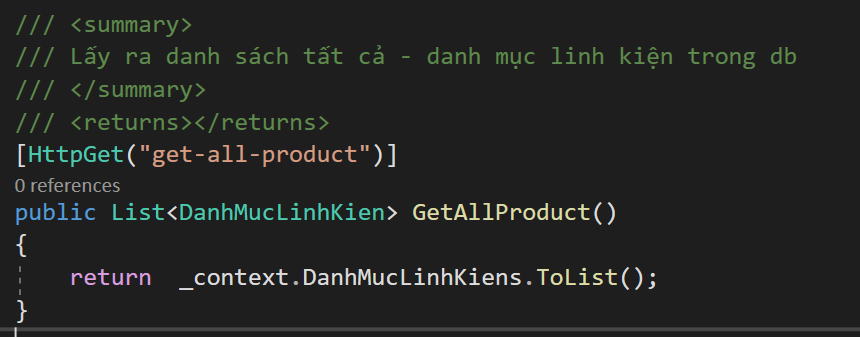 /// <summary>
/// Lấy ra danh sách tất cả - danh mục linh kiện trong db
/// </summary>
/// <returns></returns>
[HttpGet("get-all-product")]
0 references
public List<DanhMucLinhKien> GetAllProduct()
{
return  _context.DanhMucLinhKiens.ToList();
}